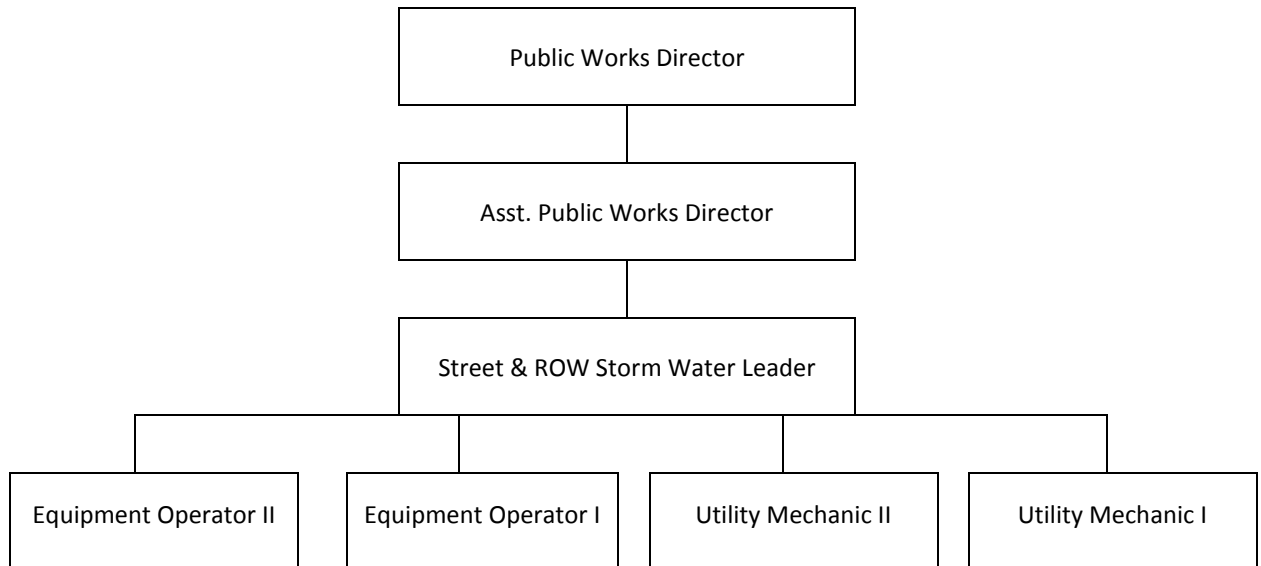 Public Works Director
Asst. Public Works Director
Street & ROW Storm Water Leader
Equipment Operator II
Equipment Operator I
Utility Mechanic II
Utility Mechanic I